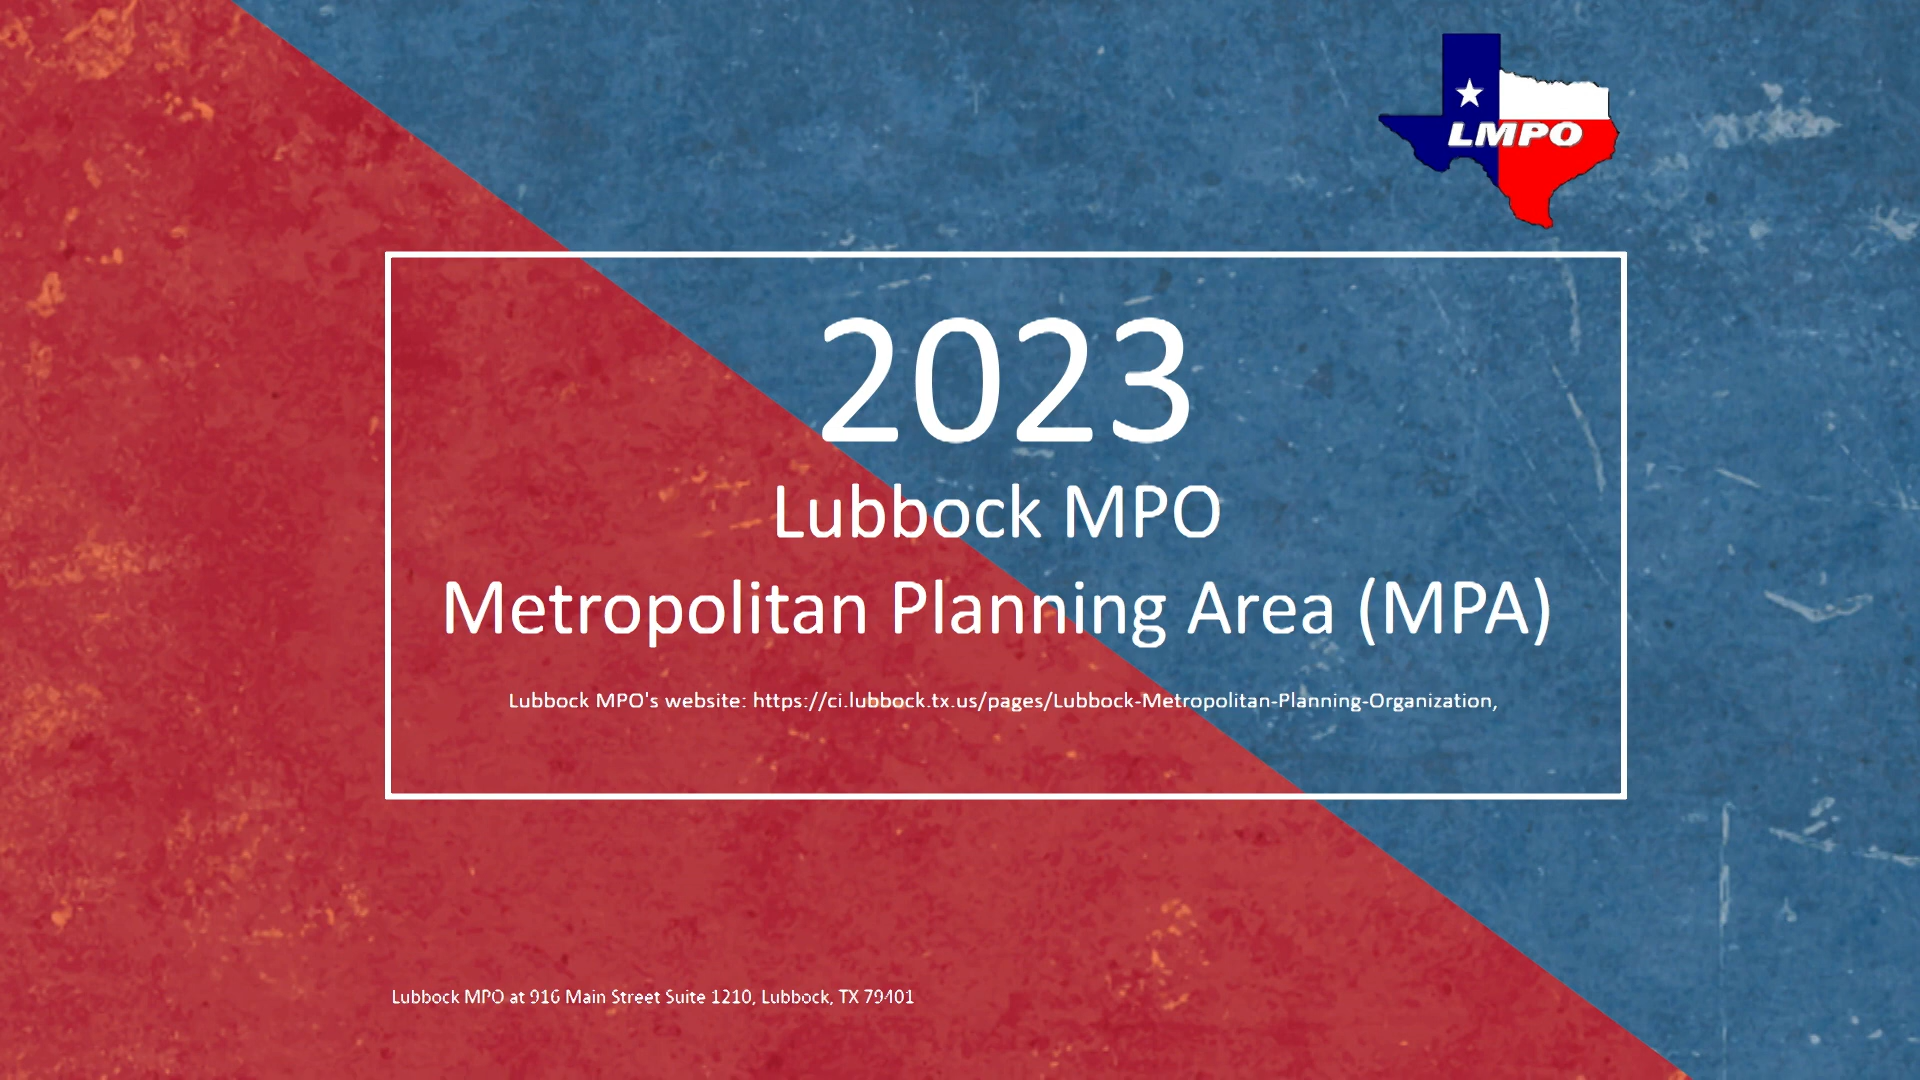 LMPO
2023
Lubbock MPO
Metropolitan Planning Area (MPA)
Lubbock MPO's website: https://ci.lubbock.tx.us/pages/Lubbock-Metropolitan-Planning-Organization,
Lubbock MPO at 916 Main Street Suite 1210, Lubbock, TX 79401